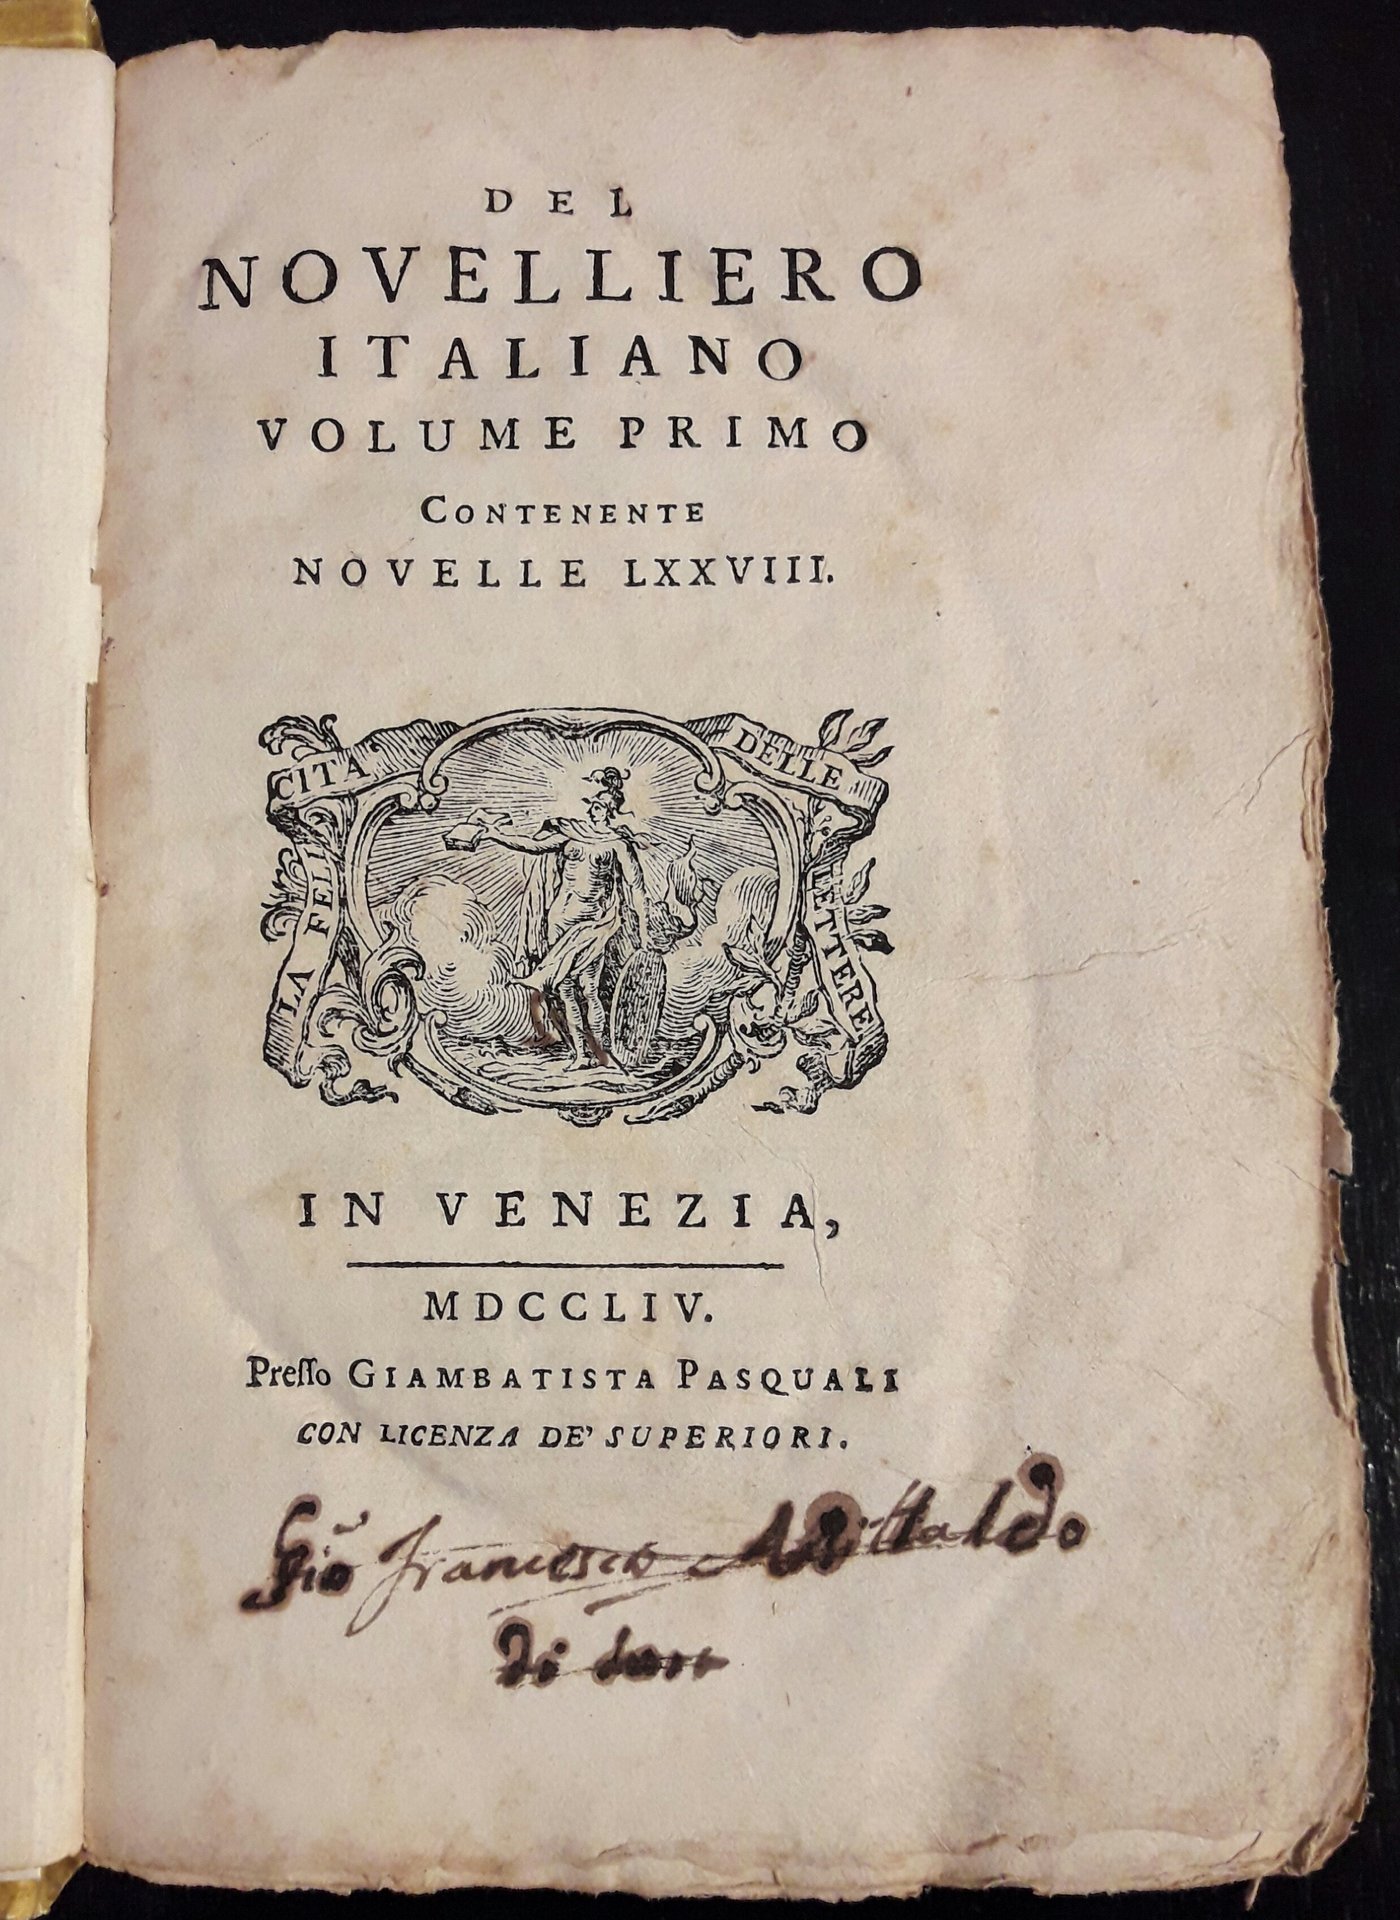 DEL
NOVELLIERO
ITALIANO
VOLUME PRIMO
CONTENENTE
NOVELLE LXXVIII.
LA FELICITA DELLE LETTERE
IN VENEZIA,
MDCCLIV.
Preſſo GIAMBATISTA PASQUALI
CON LICENZA DE' SUPERIORI.
Francesco
di